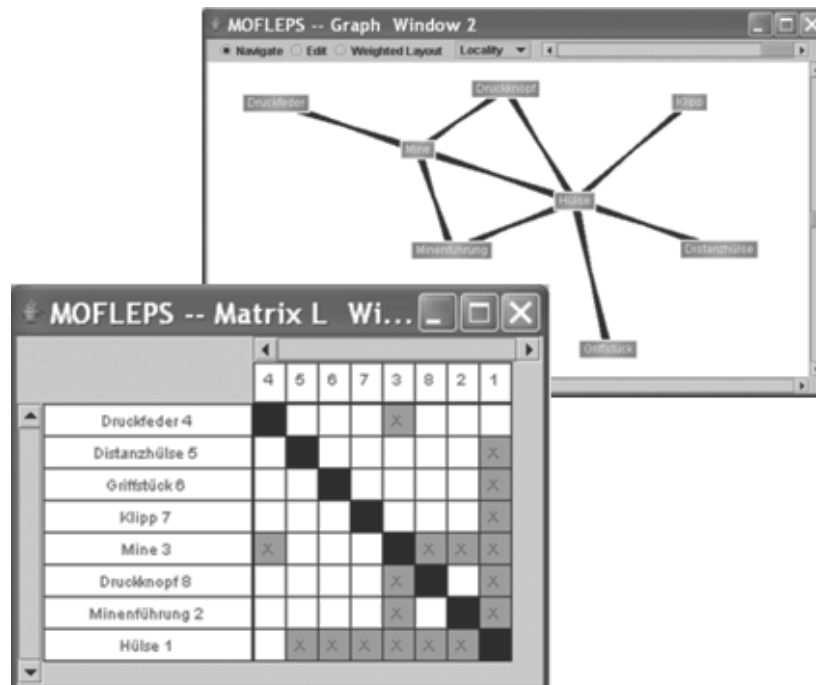 MOFLEPS -- Graph Window 2
Navigate Edit Weighted Layout Locality
Druckfeder
Druckknopf
Klipp
Mine
Hülse
Minenführung
Distanzhülse
Griffstück
MOFLEPS -- Matrix L Wi...
4 5 6 7 3 8 2 1
Druckfeder 4 X
Distanzhülse 5 X
Griffstück 6 X
Klipp 7 X
Mine 3 X X X X
Druckknopf 8 X X
Minenführung 2 X X
Hülse 1 X X X X X X